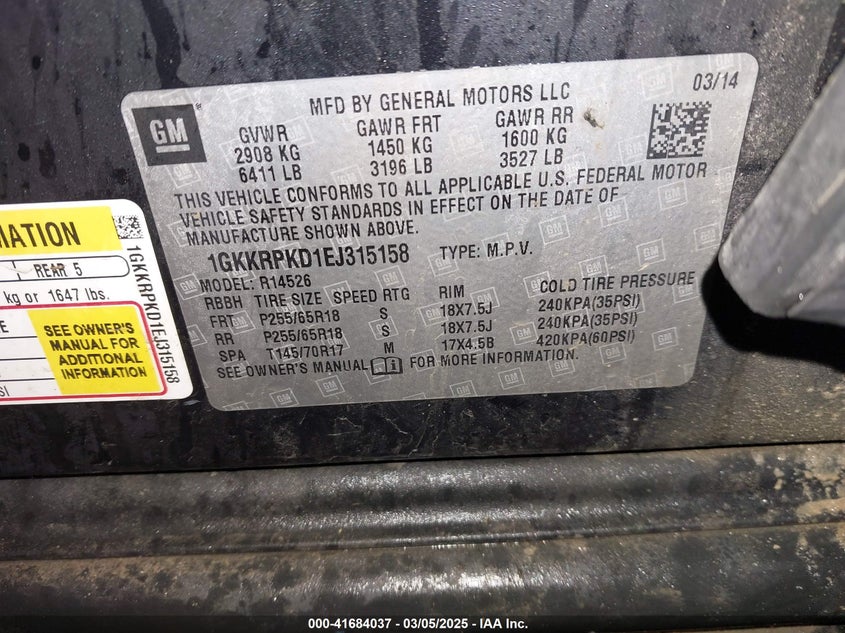 MFD BY GENERAL MOTORS LLC
03/14
GM
GVWR GAWR FRT GAWR RR
2908 KG 1450 KG 1600 KG
6411 LB 3196 LB 3527 LB
THIS VEHICLE CONFORMS TO ALL APPLICABLE U.S. FEDERAL MOTOR
VEHICLE SAFETY STANDARDS IN EFFECT ON THE DATE OF
MANUFACTURE SHOWN ABOVE.
1GKKRPKD1EJ315158 TYPE: M.P.V.
MODEL: R14526
RBBH TIRE SIZE SPEED RTG RIM COLD TIRE PRESSURE
FRT P255/65R18 S 18X7.5J 240KPA(35PSI)
RR P255/65R18 S 18X7.5J 240KPA(35PSI)
SPA T145/70R17 M 17X4.5B 420KPA(60PSI)
SEE OWNER'S MANUAL FOR MORE INFORMATION.
MATION
REAR 5
kg or 1647 lbs.
SEE OWNER'S
MANUAL FOR
ADDITIONAL
INFORMATION
1GKKRPKD1EJ315158
000-41684037 - 03/05/2025 - IAA Inc.